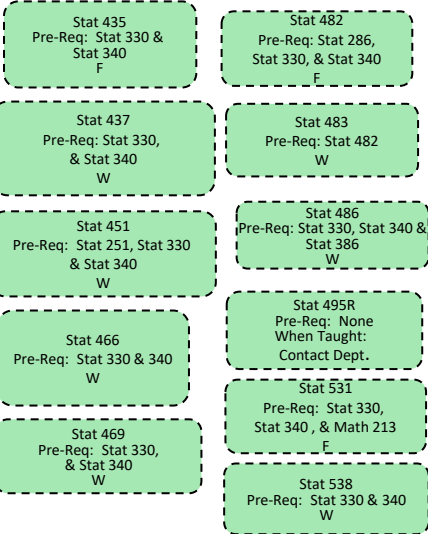 Stat 435
Pre-Req: Stat 330 &
Stat 340
F
Stat 437
Pre-Req: Stat 330,
& Stat 340
W
Stat 451
Pre-Req: Stat 251, Stat 330
& Stat 340
W
Stat 466
Pre-Req: Stat 330 & 340
W
Stat 469
Pre-Req: Stat 330,
& Stat 340
W
Stat 482
Pre-Req: Stat 286,
Stat 330, & Stat 340
F
Stat 483
Pre-Req: Stat 482
W
Stat 486
Pre-Req: Stat 330, Stat 340 &
Stat 386
W
Stat 495R
Pre-Req: None
When Taught:
Contact Dept.
Stat 531
Pre-Req: Stat 330,
Stat 340 , & Math 213
F
Stat 538
Pre-Req: Stat 330 & 340
W